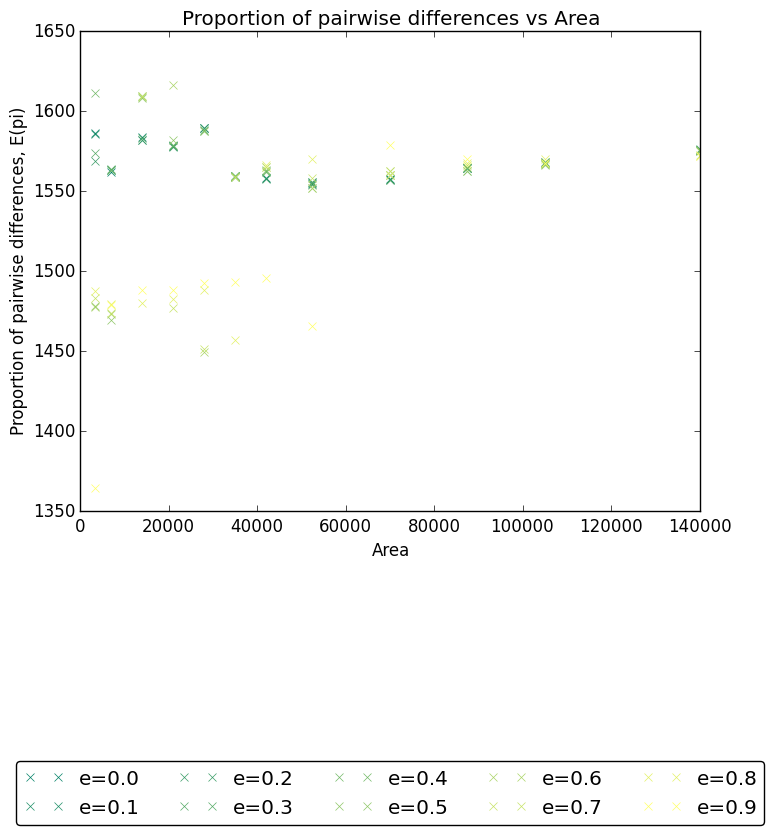 Proportion of pairwise differences vs Area
Proportion of pairwise differences, E(pi)
1650
1600
1550
1500
1450
1400
1350
0 20000 40000 60000 80000 100000 120000 140000
Area
e=0.0 e=0.2 e=0.4 e=0.6 e=0.8
e=0.1 e=0.3 e=0.5 e=0.7 e=0.9